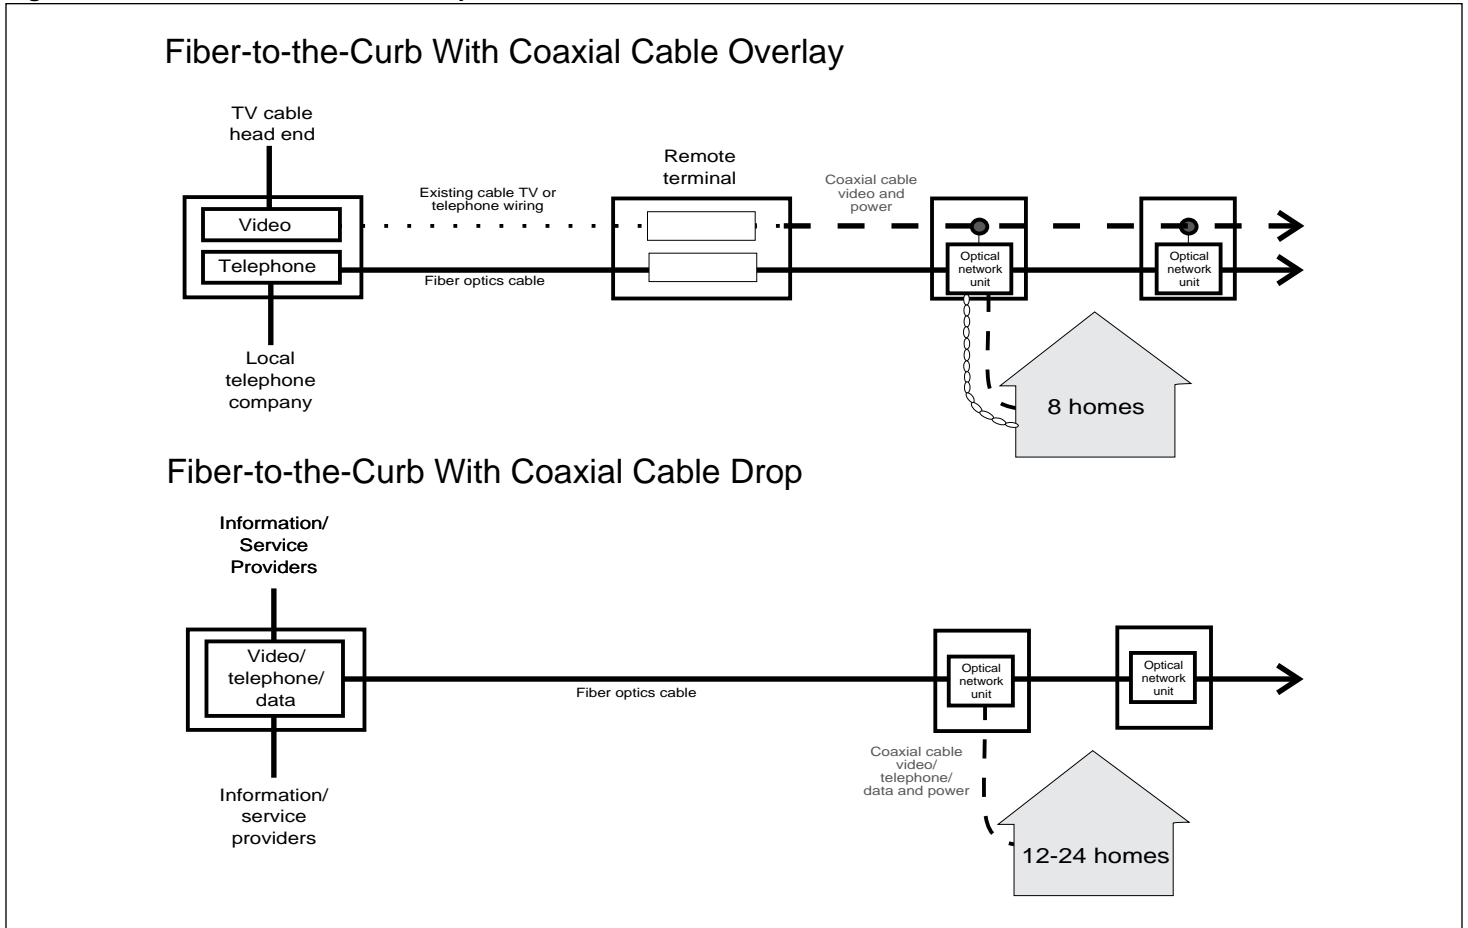 Fiber-to-the-Curb With Coaxial Cable Overlay
TV cable
head end
Remote
terminal
Existing cable TV or
telephone wiring
Coaxial cable
video and
power
Video
Telephone
Fiber optics cable
Optical
network
unit
Optical
network
unit
Local
telephone
company
8 homes
Fiber-to-the-Curb With Coaxial Cable Drop
Information/
Service
Providers
Video/
telephone/
data
Fiber optics cable
Optical
network
unit
Optical
network
unit
Coaxial cable
video/
telephone/
data and power
Information/
service
providers
12-24 homes